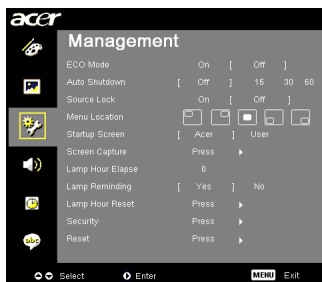 acer
Management
ECO Mode On [ Off ]
Auto Shutdown [ Off ] 15 30 60
Source Lock On [ Off ]
Menu Location
Startup Screen [ Acer ] User
Screen Capture Press
Lamp Hour Elapse 0
Lamp Reminding [ Yes ] No
Lamp Hour Reset Press
Security Press
Reset Press
abc
Select Enter MENU Exit